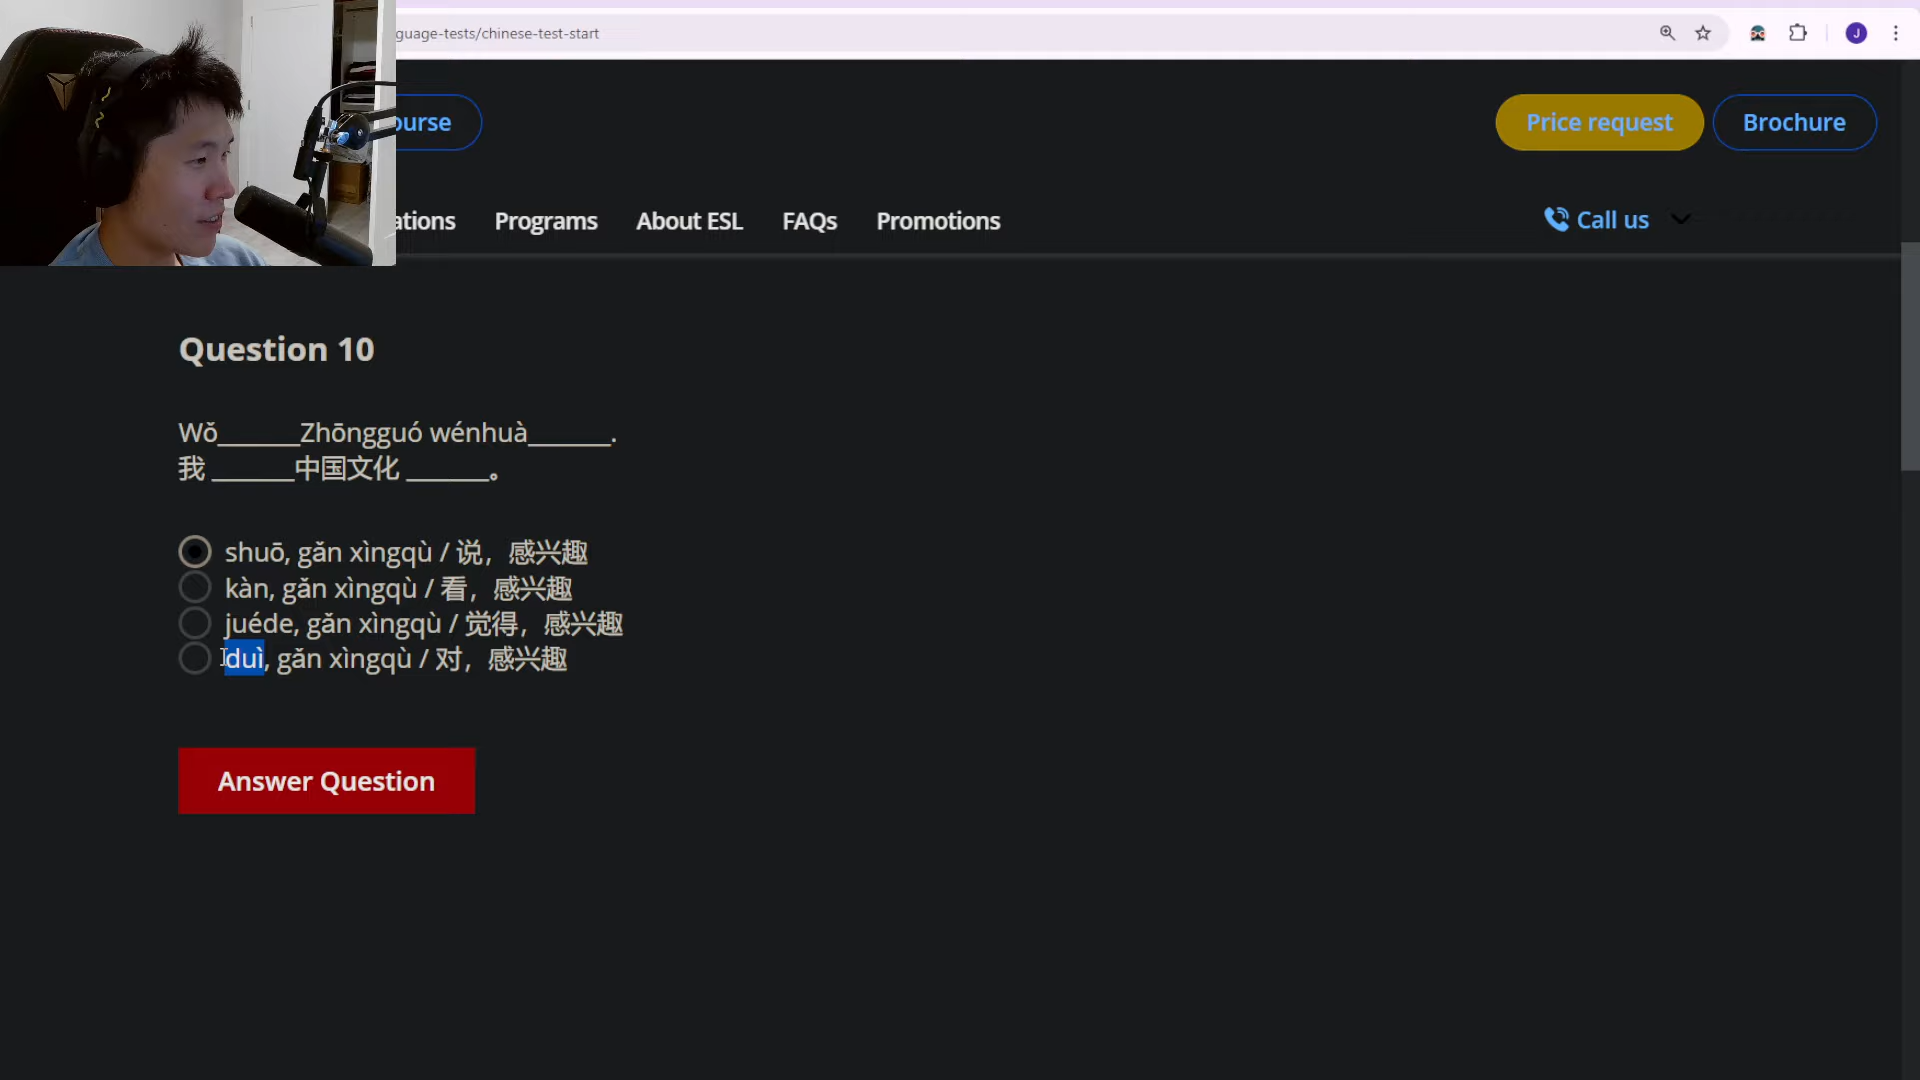 guage-tests/chinese-test-start
J
ourse
Price request
Brochure
ations
Programs
About ESL
FAQs
Promotions
Call us
Question 10
Wǒ______Zhōngguó wénhuà______.
我 ______中国文化 ______。
shuō, gǎn xìngqù / 说，感兴趣
kàn, gǎn xìngqù / 看，感兴趣
juéde, gǎn xìngqù / 觉得，感兴趣
duì, gǎn xìngqù / 对，感兴趣
Answer Question